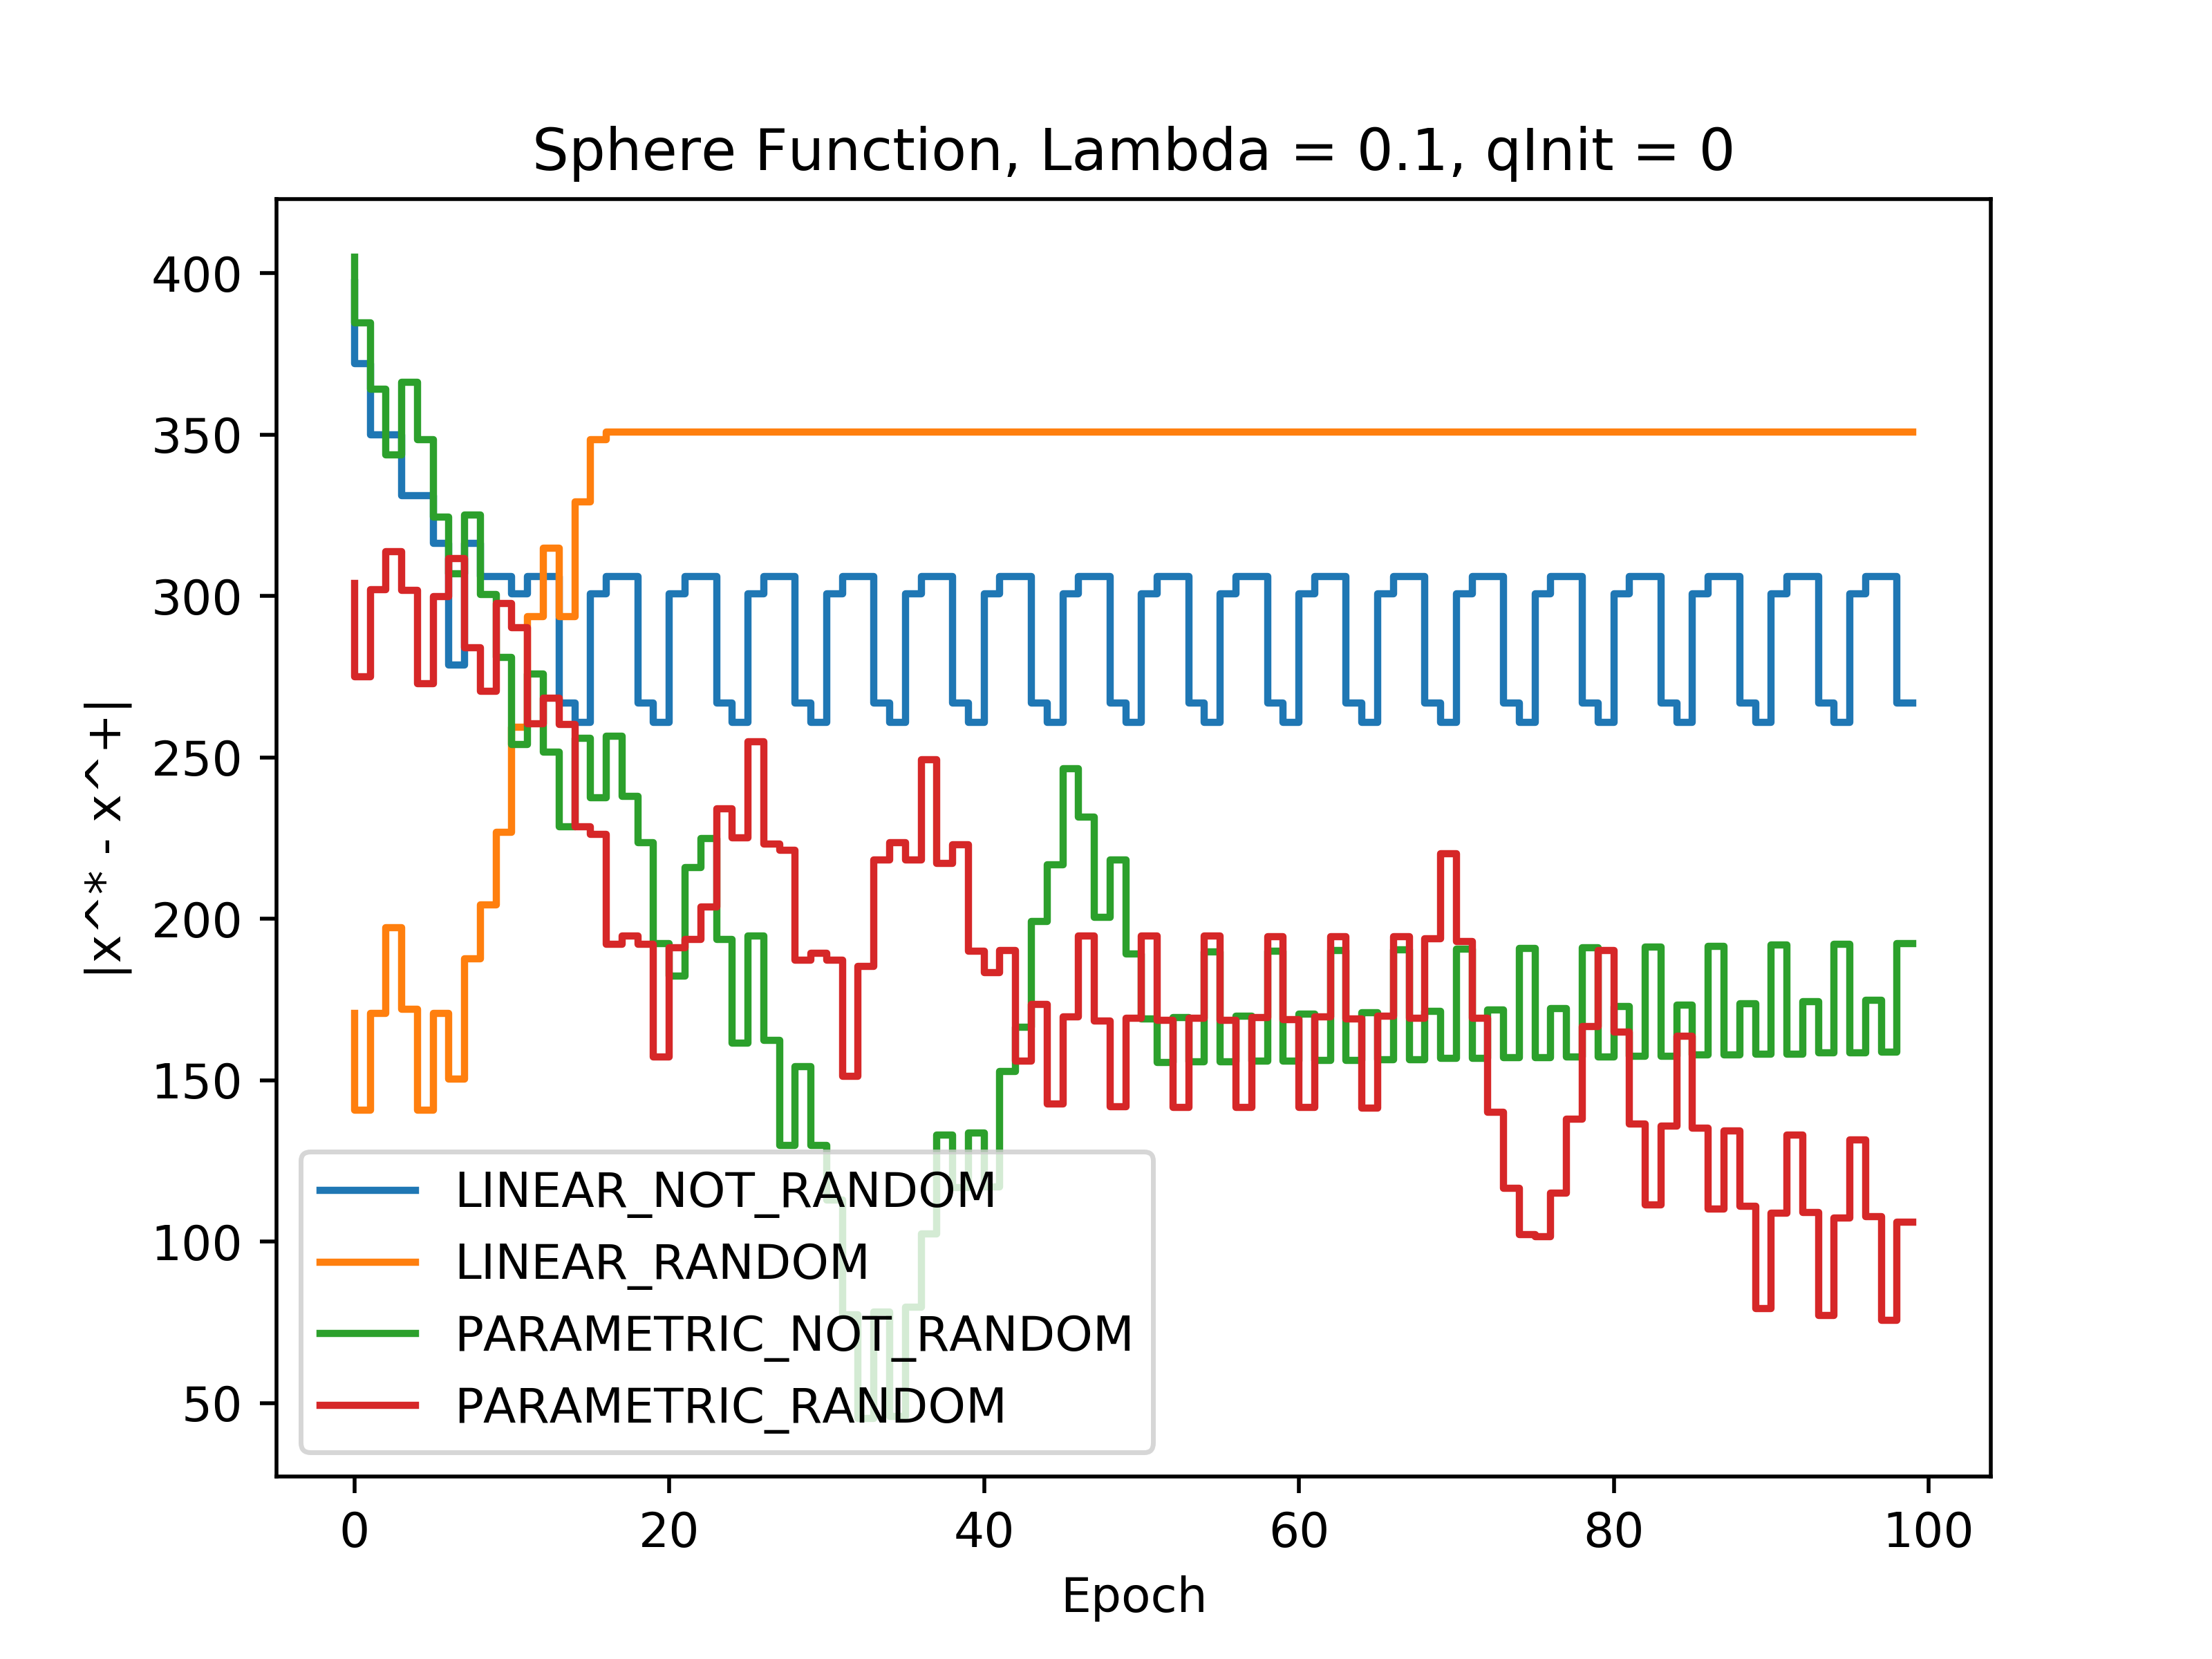 Sphere Function, Lambda = 0.1, qInit = 0
400
350
300
250
200
150
100
50
|x^* - x^+|
LINEAR_NOT_RANDOM
LINEAR_RANDOM
PARAMETRIC_NOT_RANDOM
PARAMETRIC_RANDOM
0 20 40 60 80 100
Epoch